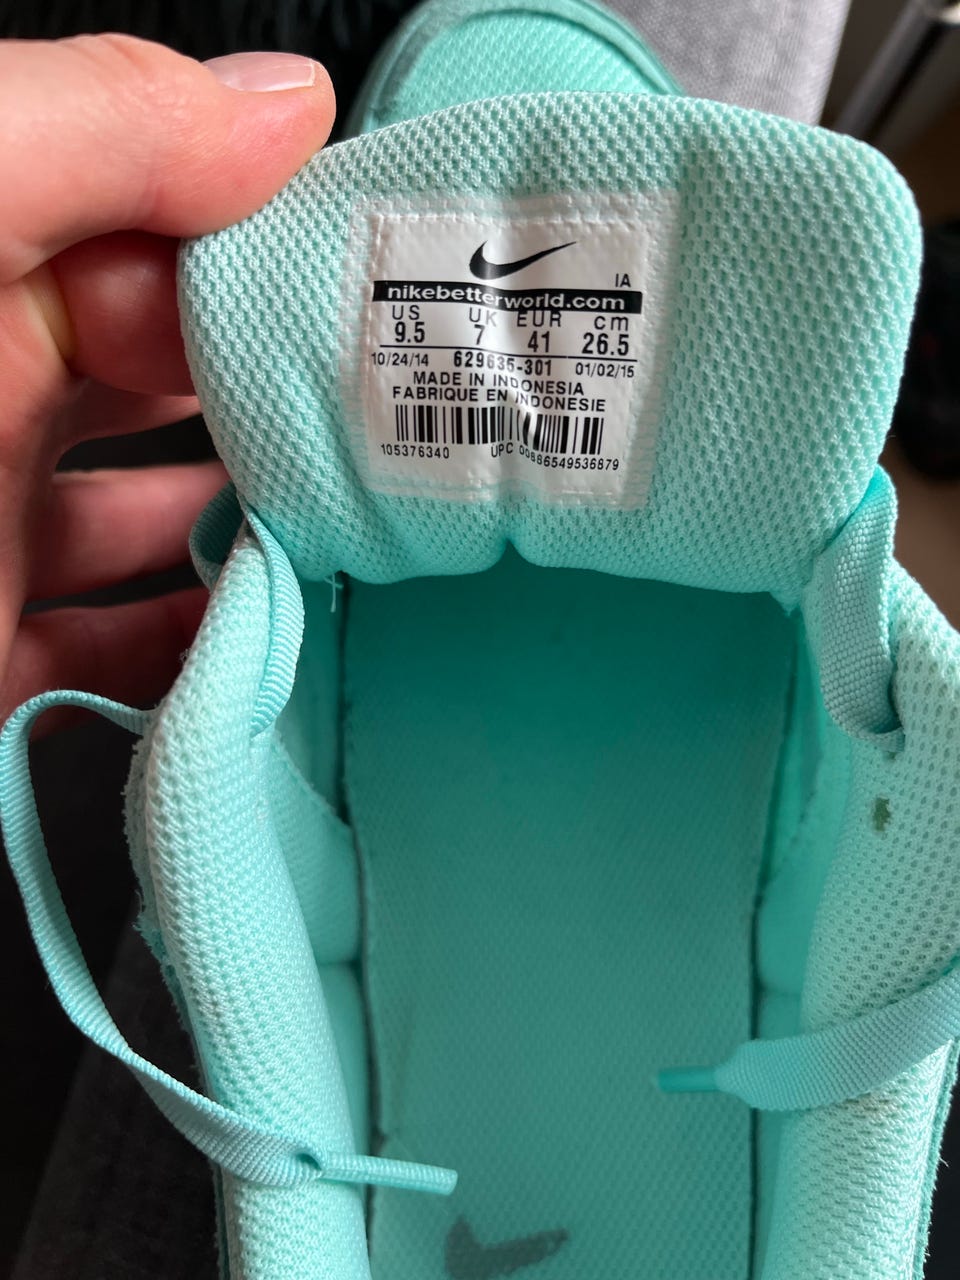 IA
nikebetterworld.com
US UK EUR cm
9.5 7 41 26.5
10/24/14 629635-301 01/02/15
MADE IN INDONESIA
FABRIQUE EN INDONESIE
105376340 UPC 00886549536879